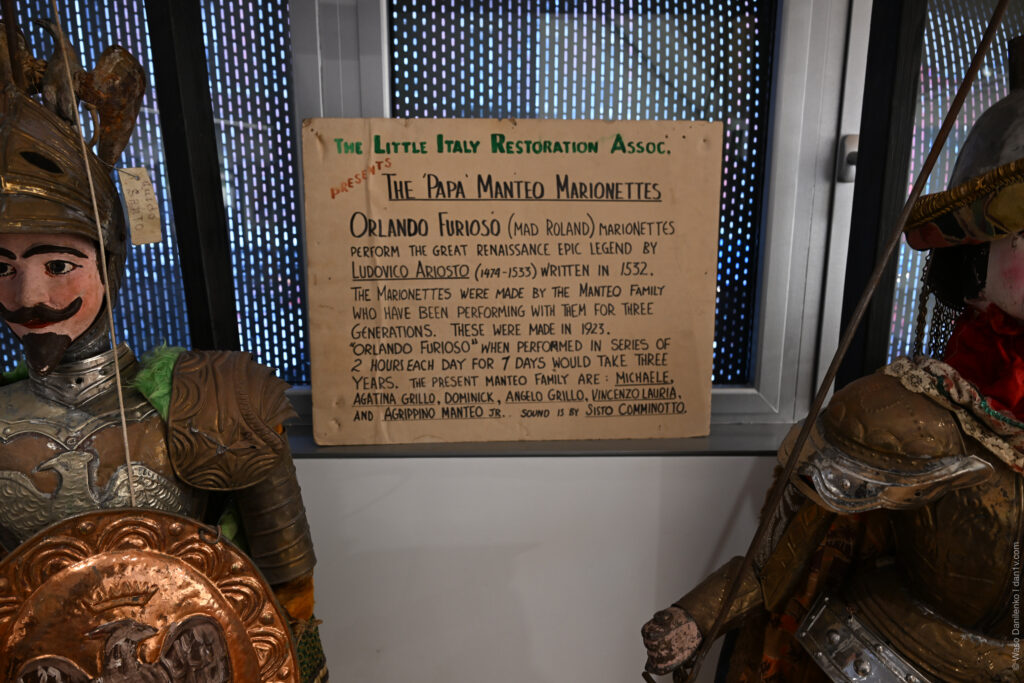 THE LITTLE ITALY RESTORATION ASSOC.
PRESENTS
THE 'PAPA' MANTEO MARIONETTES
ORLANDO FURIOSO (MAD ROLAND) MARIONETTES
PERFORM THE GREAT RENAISSANCE EPIC LEGEND BY
LUDOVICO ARIOSTO (1474-1533) WRITTEN IN 1532.
THE MARIONETTES WERE MADE BY THE MANTEO FAMILY
WHO HAVE BEEN PERFORMING WITH THEM FOR THREE
GENERATIONS. THESE WERE MADE IN 1923.
"ORLANDO FURIOSO" WHEN PERFORMED IN SERIES OF
2 HOURS EACH DAY FOR 7 DAYS WOULD TAKE THREE
YEARS. THE PRESENT MANTEO FAMILY ARE: MICHAELE,
AGATINA GRILLO, DOMINICK, ANGELO GRILLO, VINCENZO LAURIA,
AND AGRIPPINO MANTEO JR.. SOUND IS BY SISTO COMMINOTTO.
© Waso Danilenko | dan1v.com